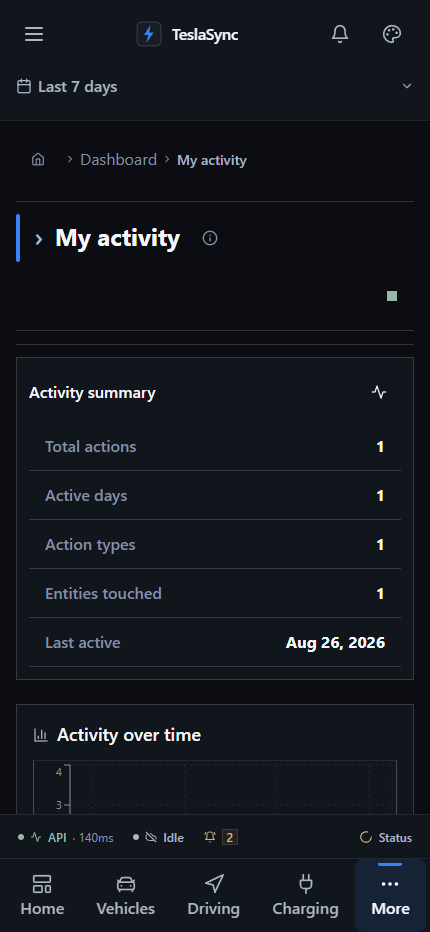 TeslaSync
Last 7 days
Dashboard
My activity
My activity
Activity summary
Total actions 1
Active days 1
Action types 1
Entities touched 1
Last active Aug 26, 2026
Activity over time
4
3
API · 140ms Idle 2 Status
Home Vehicles Driving Charging More